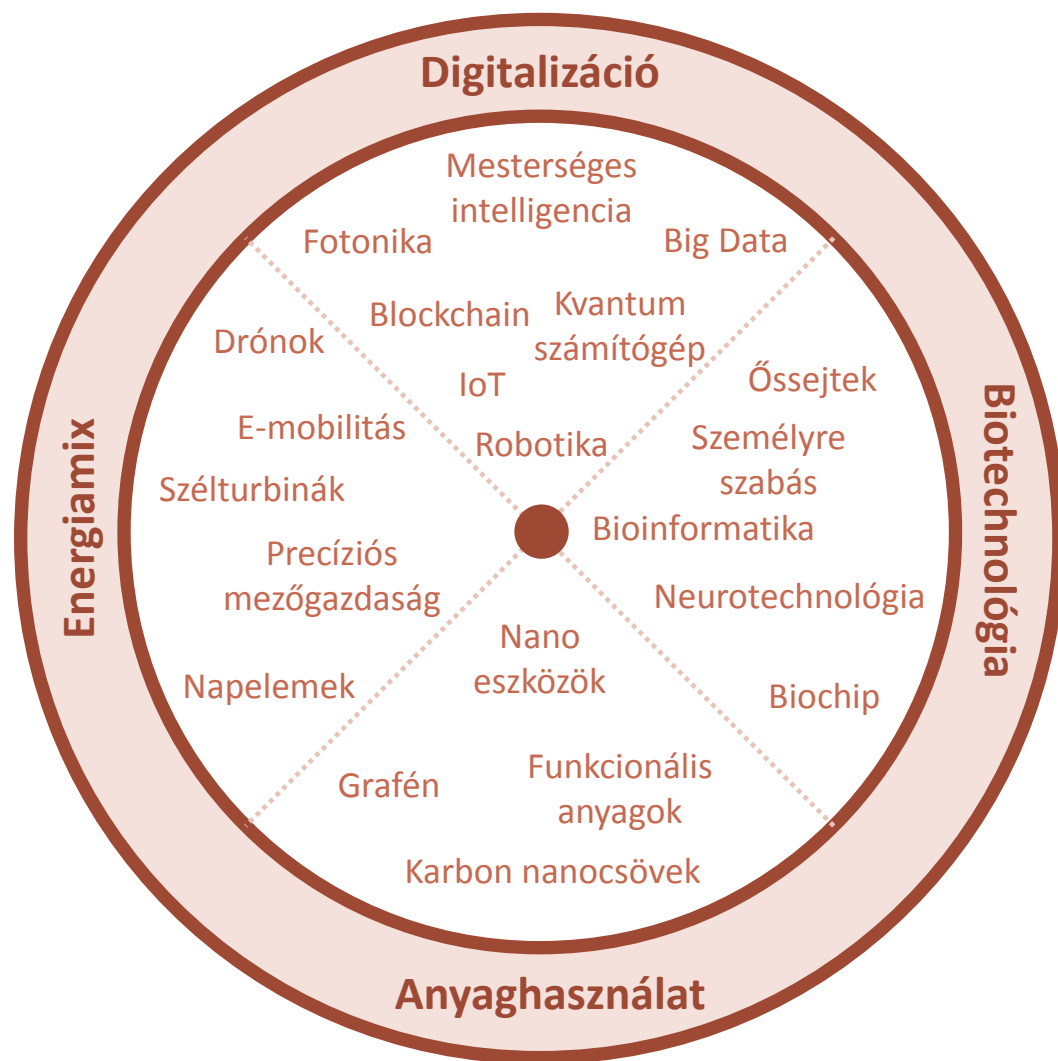 Digitalizáció
Mesterséges
intelligencia
Fotonika
Big Data
Blockchain
Kvantum
számítógép
IoT
Robotika
Biotechnológia
Őssejtek
Személyre
szabás
Bioinformatika
Neurotechnológia
Biochip
Anyaghasználat
Nano
eszközök
Grafén
Funkcionális
anyagok
Karbon nanocsövek
Energiamix
Drónok
E-mobilitás
Szélturbinák
Precíziós
mezőgazdaság
Napelemek